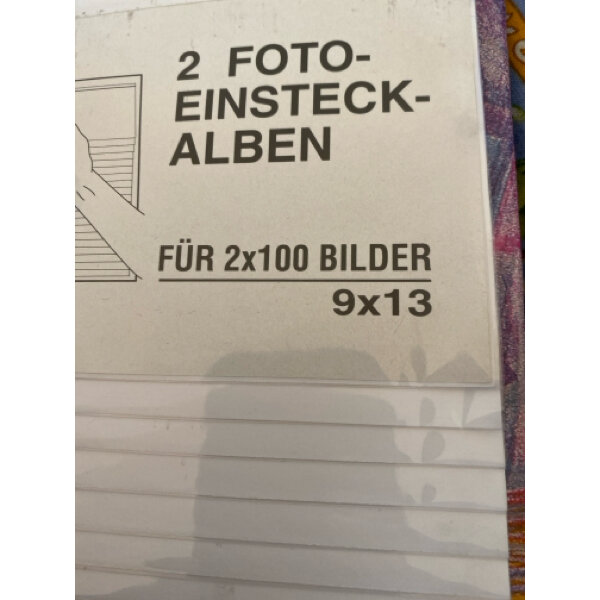 2 FOTO-
EINSTECK-
ALBEN
FÜR 2x100 BILDER
9x13